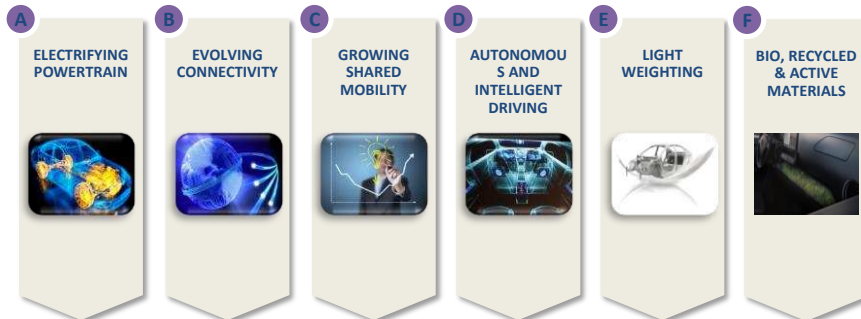 A
ELECTRIFYING
POWERTRAIN
B
EVOLVING
CONNECTIVITY
C
GROWING
SHARED
MOBILITY
D
AUTONOMOU
S AND
INTELLIGENT
DRIVING
E
LIGHT
WEIGHTING
F
BIO, RECYCLED
& ACTIVE
MATERIALS